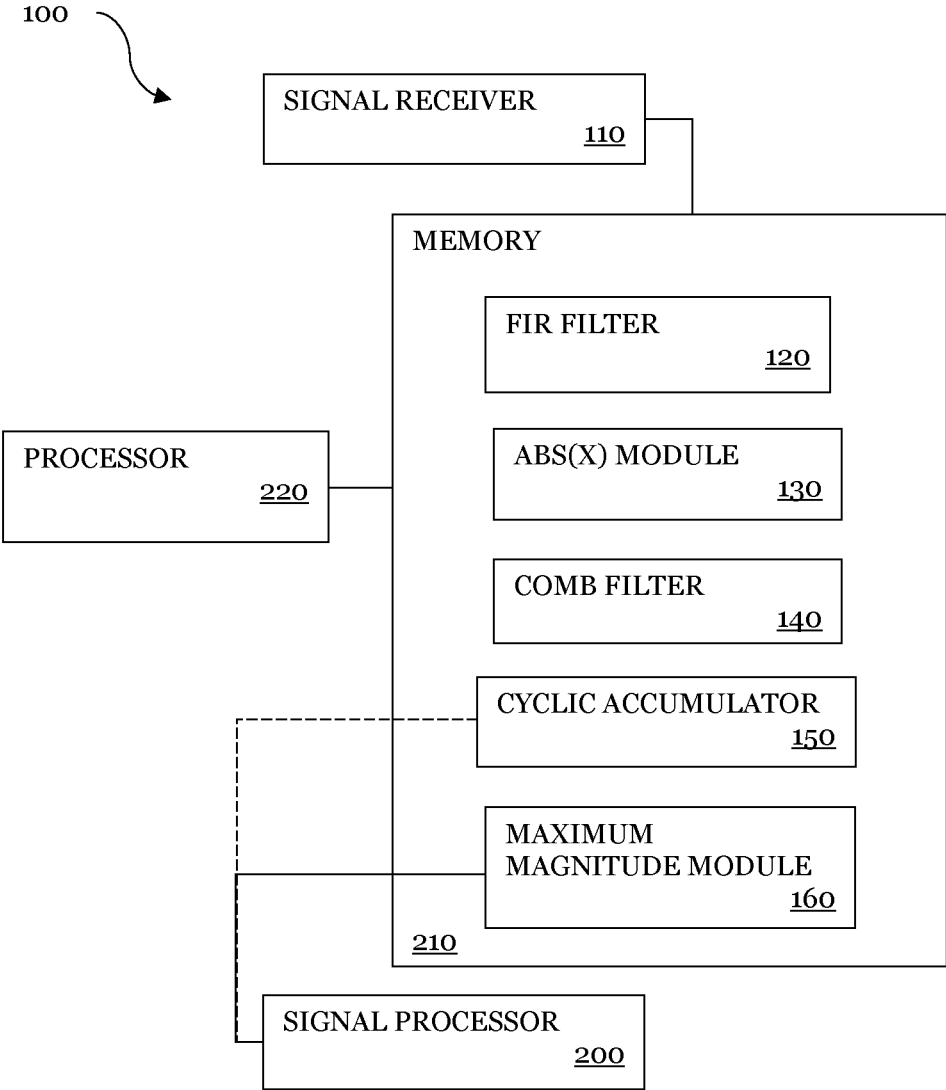 100
SIGNAL RECEIVER
110
MEMORY
FIR FILTER
120
PROCESSOR
220
ABS(X) MODULE
130
COMB FILTER
140
CYCLIC ACCUMULATOR
150
MAXIMUM
MAGNITUDE MODULE
160
210
SIGNAL PROCESSOR
200